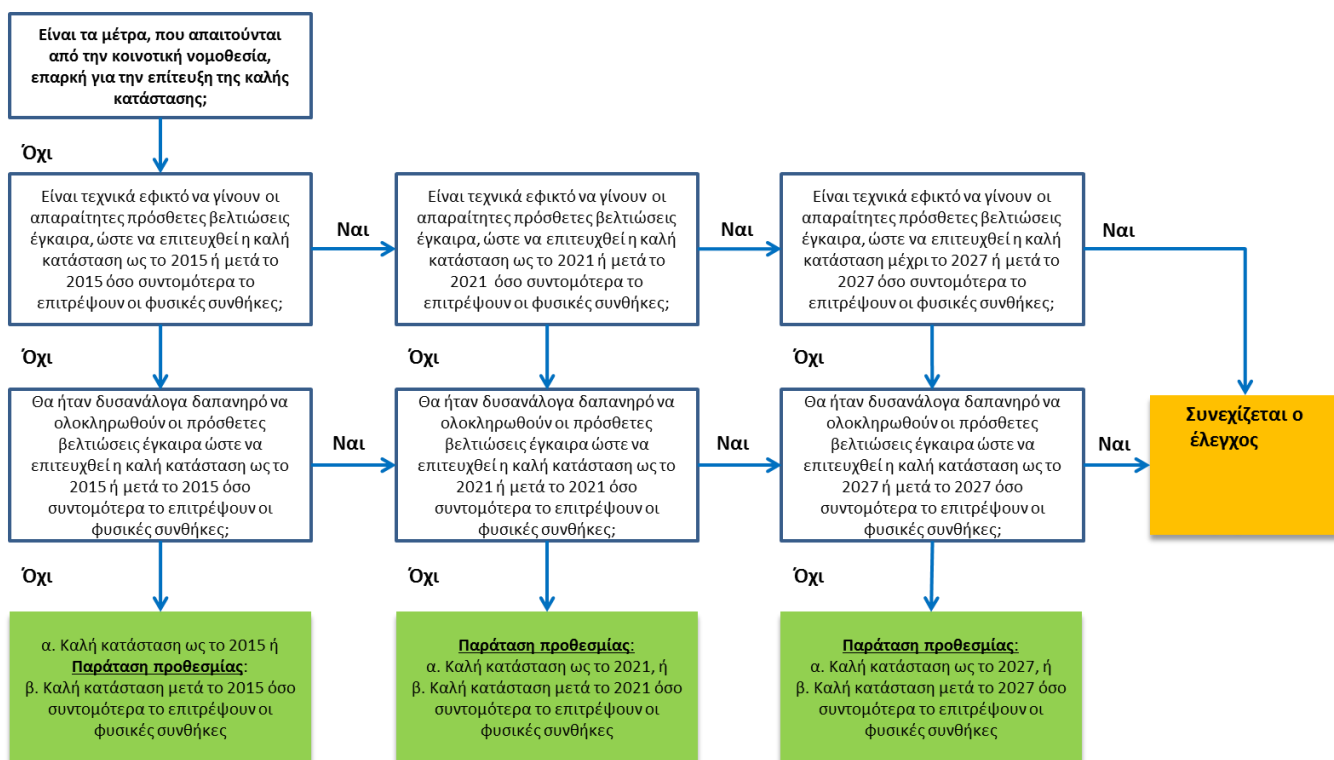 Είναι τα μέτρα, που απαιτούνται
από την κοινοτική νομοθεσία,
επαρκή για την επίτευξη της καλής
κατάστασης;
Όχι
Είναι τεχνικά εφικτό να γίνουν οι
απαραίτητες πρόσθετες βελτιώσεις
έγκαιρα, ώστε να επιτευχθεί η καλή
κατάσταση ως το 2015 ή μετά το
2015 όσο συντομότερα το
επιτρέψουν οι φυσικές συνθήκες;
Ναι
Είναι τεχνικά εφικτό να γίνουν οι
απαραίτητες πρόσθετες βελτιώσεις
έγκαιρα, ώστε να επιτευχθεί η καλή
κατάσταση ως το 2021 ή μετά το
2021 όσο συντομότερα το
επιτρέψουν οι φυσικές συνθήκες;
Ναι
Είναι τεχνικά εφικτό να γίνουν οι
απαραίτητες πρόσθετες βελτιώσεις
έγκαιρα, ώστε να επιτευχθεί η καλή
κατάσταση μέχρι το 2027 ή μετά το
2027 όσο συντομότερα το
επιτρέψουν οι φυσικές συνθήκες;
Ναι
Όχι
Όχι
Όχι
Θα ήταν δυσανάλογα δαπανηρό να
ολοκληρωθούν οι πρόσθετες
βελτιώσεις έγκαιρα ώστε να
επιτευχθεί η καλή κατάσταση ως το
2015 ή μετά το 2015 όσο
συντομότερα το επιτρέψουν οι
φυσικές συνθήκες;
Ναι
Θα ήταν δυσανάλογα δαπανηρό να
ολοκληρωθούν οι πρόσθετες
βελτιώσεις έγκαιρα ώστε να
επιτευχθεί η καλή κατάσταση ως το
2021 ή μετά το 2021 όσο
συντομότερα το επιτρέψουν οι
φυσικές συνθήκες;
Ναι
Θα ήταν δυσανάλογα δαπανηρό να
ολοκληρωθούν οι πρόσθετες
βελτιώσεις έγκαιρα ώστε να
επιτευχθεί η καλή κατάσταση ως το
2027 ή μετά το 2027 όσο
συντομότερα το επιτρέψουν οι
φυσικές συνθήκες;
Ναι
Συνεχίζεται ο
έλεγχος
Όχι
Όχι
Όχι
α. Καλή κατάσταση ως το 2015 ή
Παράταση προθεσμίας:
β. Καλή κατάσταση μετά το 2015 όσο
συντομότερα το επιτρέψουν οι
φυσικές συνθήκες
Παράταση προθεσμίας:
α. Καλή κατάσταση ως το 2021, ή
β. Καλή κατάσταση μετά το 2021 όσο
συντομότερα το επιτρέψουν οι
φυσικές συνθήκες
Παράταση προθεσμίας:
α. Καλή κατάσταση ως το 2027, ή
β. Καλή κατάσταση μετά το 2027 όσο
συντομότερα το επιτρέψουν οι
φυσικές συνθήκες